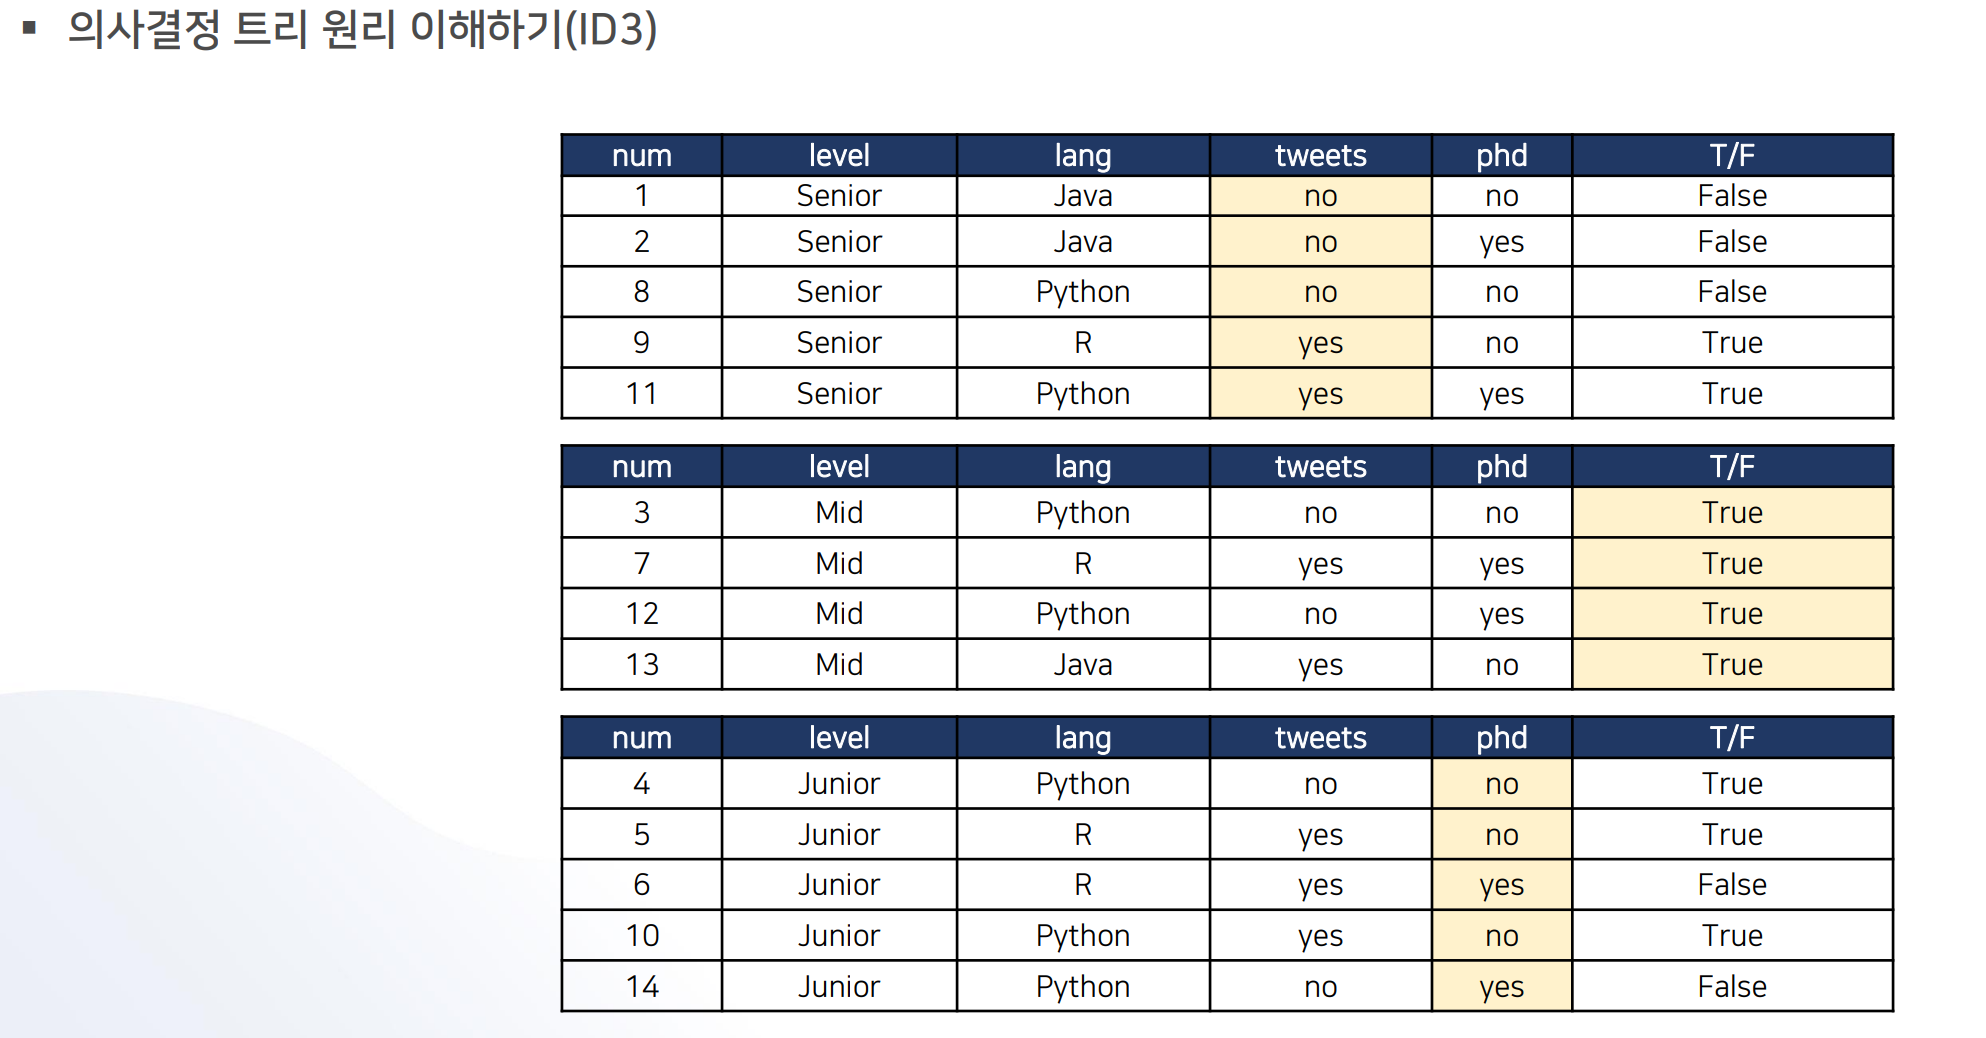 ▪ 의사결정 트리 원리 이해하기(ID3)
num level lang tweets phd T/F
1 Senior Java no no False
2 Senior Java no yes False
8 Senior Python no no False
9 Senior R yes no True
11 Senior Python yes yes True
num level lang tweets phd T/F
3 Mid Python no no True
7 Mid R yes yes True
12 Mid Python no yes True
13 Mid Java yes no True
num level lang tweets phd T/F
4 Junior Python no no True
5 Junior R yes no True
6 Junior R yes yes False
10 Junior Python yes no True
14 Junior Python no yes False